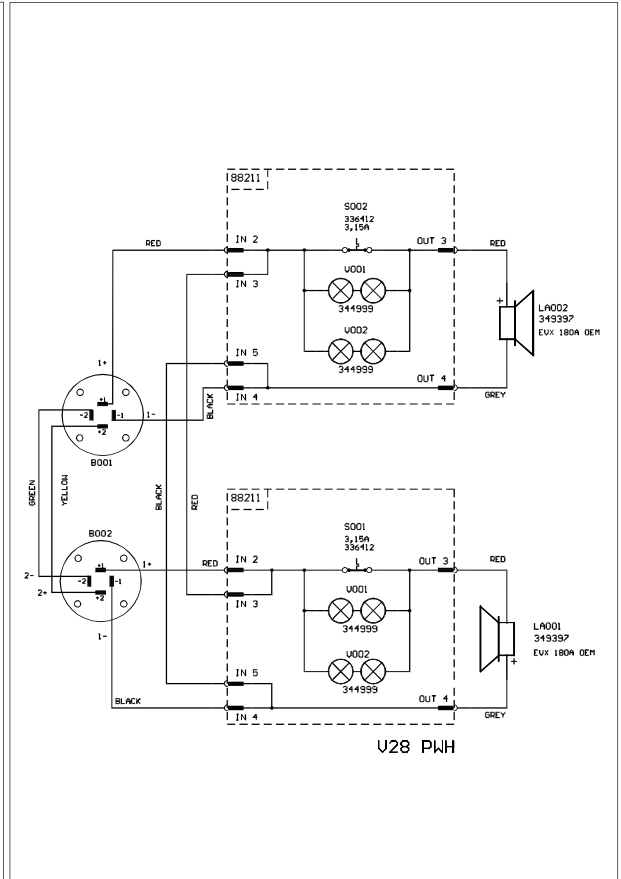 88211
S002
336412
3,15A
RED
IN 2
OUT 3
RED
V001
IN 3
344999
LA002
349397
EVX 180A OEM
V002
IN 5
344999
1+
OUT 4
IN 4
GREY
+1
-2
-1
1-
+2
BLACK
B001
GREEN
YELLOW
BLACK
RED
88211
B002
S001
3,15A
336412
1+
RED
IN 2
OUT 3
RED
+1
2-
-2
-1
2+
+2
V001
IN 3
344999
LA001
349397
EVX 180A OEM
1-
V002
IN 5
344999
BLACK
OUT 4
IN 4
GREY
+
+
V28 PWH